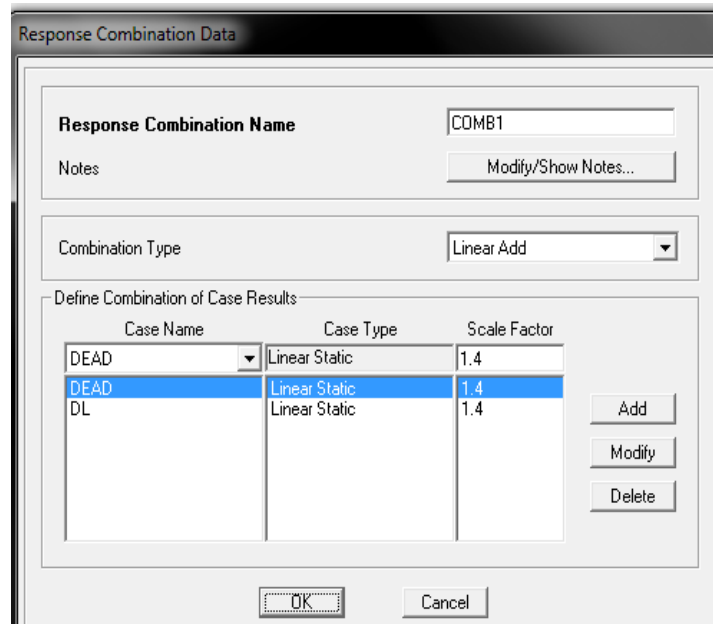 Response Combination Data
Response Combination Name COMB1
Notes Modify/Show Notes...
Combination Type Linear Add
Define Combination of Case Results
Case Name Case Type Scale Factor
DEAD Linear Static 1.4
DEAD Linear Static 1.4
DL Linear Static 1.4
Add
Modify
Delete
OK Cancel